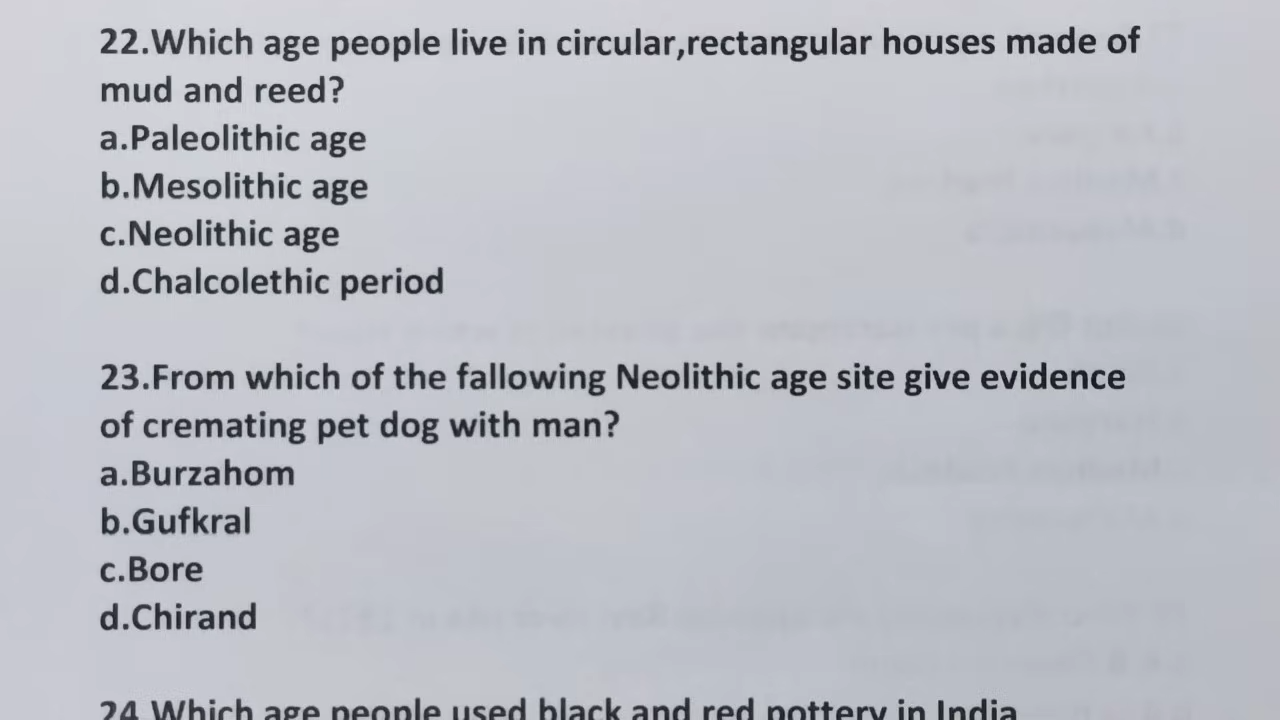 22.Which age people live in circular,rectangular houses made of
mud and reed?
a.Paleolithic age
b.Mesolithic age
c.Neolithic age
d.Chalcolethic period
23.From which of the fallowing Neolithic age site give evidence
of cremating pet dog with man?
a.Burzahom
b.Gufkral
c.Bore
d.Chirand
24.Which age people used black and red pottery in India